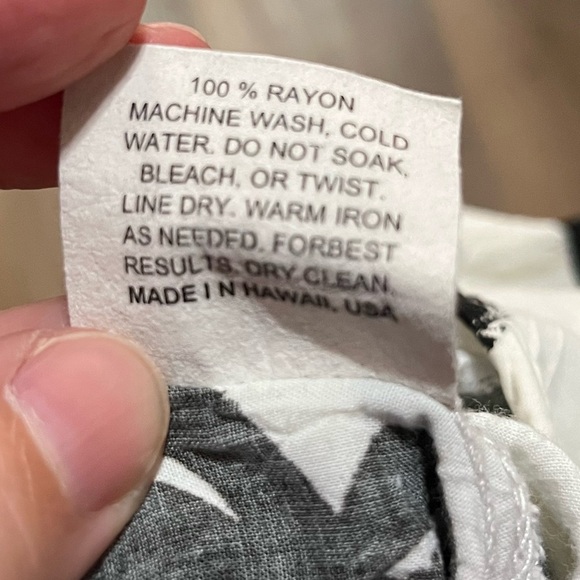 100 % RAYON
MACHINE WASH, COLD
WATER. DO NOT SOAK,
BLEACH, OR TWIST.
LINE DRY. WARM IRON
AS NEEDED. FORBEST
RESULTS. DRY CLEAN.
MADE I N HAWAII. USA